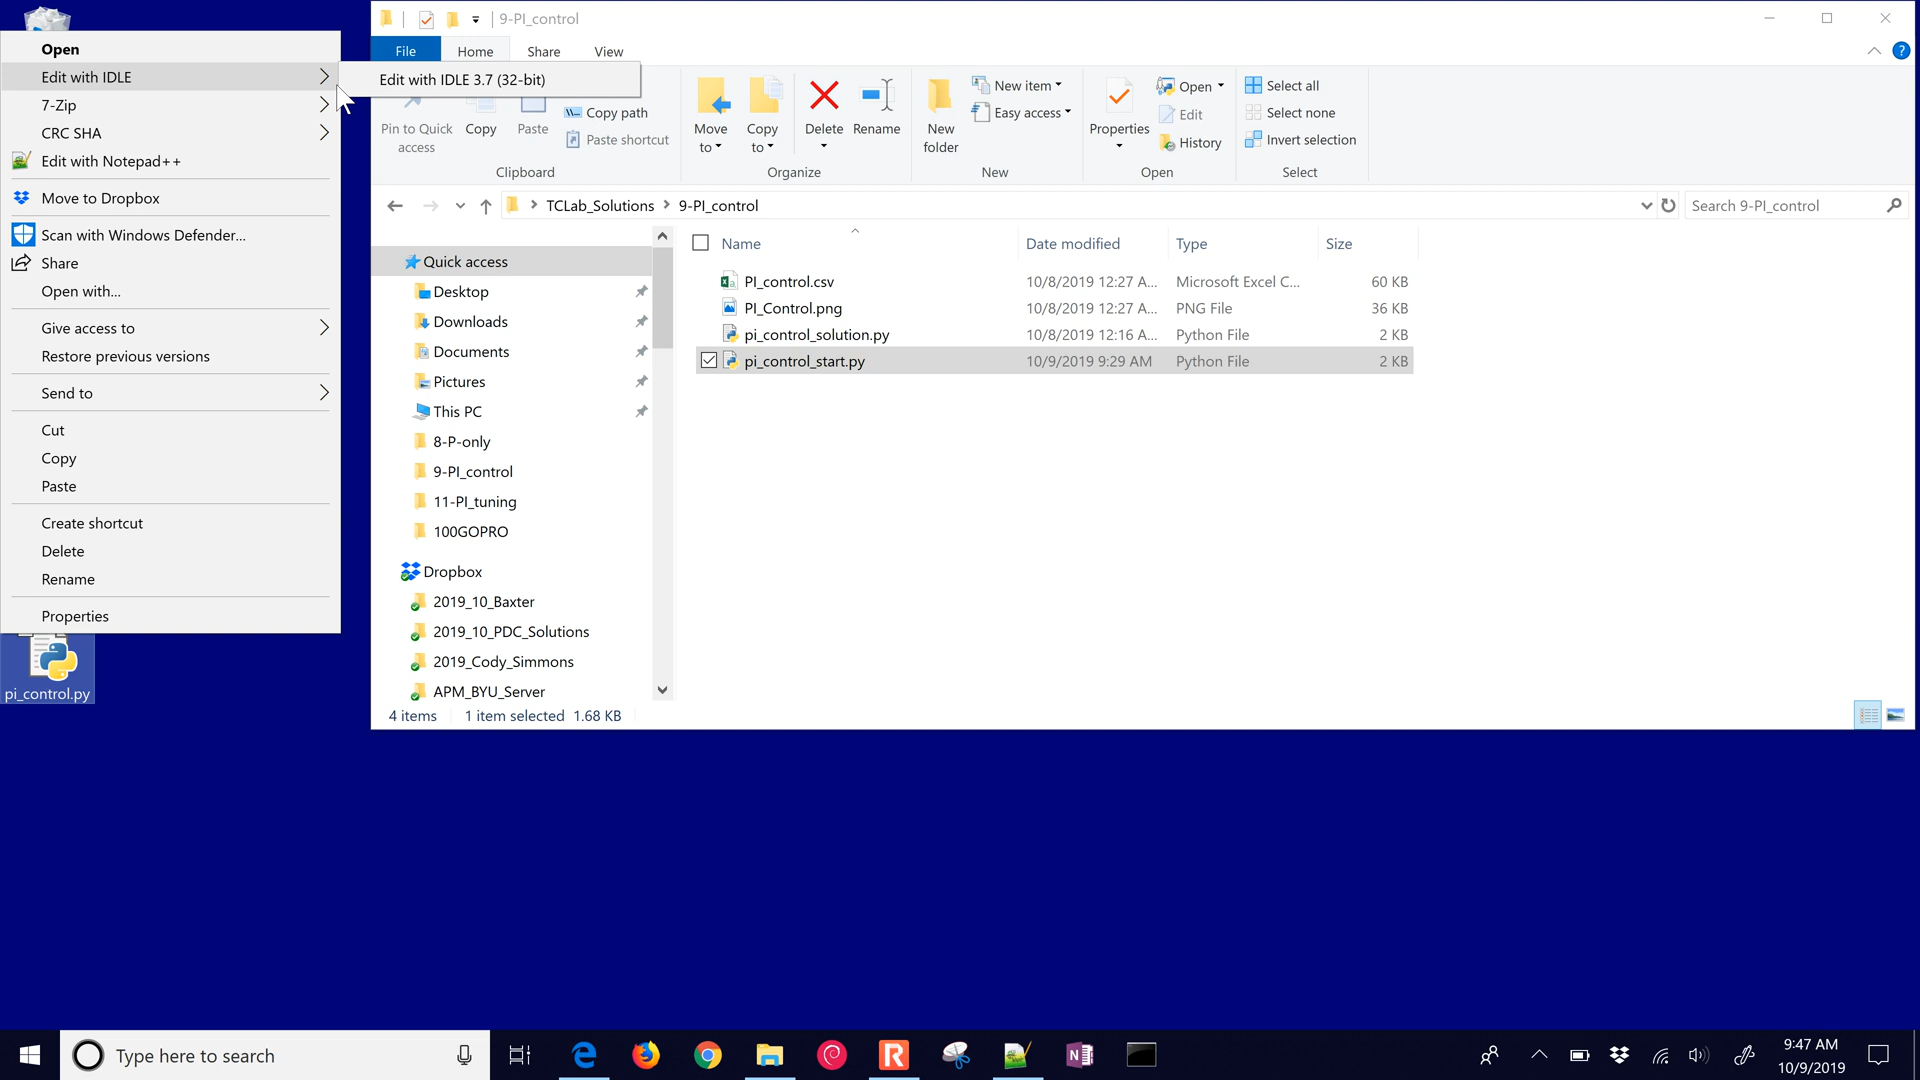 Open
Edit with IDLE
7-Zip
CRC SHA
Edit with Notepad++
Move to Dropbox
Scan with Windows Defender...
Share
Open with...
Give access to
Restore previous versions
Send to
Cut
Copy
Paste
Create shortcut
Delete
Rename
Properties
pi_control.py
Edit with IDLE 3.7 (32-bit)
9-PI_control
File Home Share View
Pin to Quick access
Copy
Paste
Copy path
Paste shortcut
Clipboard
Move to
Copy to
Delete
Rename
Organize
New folder
New item
Easy access
New
Properties
Open
Edit
History
Open
Select all
Select none
Invert selection
Select
TCLab_Solutions 9-PI_control
Search 9-PI_control
Quick access
Desktop
Downloads
Documents
Pictures
This PC
8-P-only
9-PI_control
11-PI_tuning
100GOPRO
Dropbox
2019_10_Baxter
2019_10_PDC_Solutions
2019_Cody_Simmons
APM_BYU_Server
Name Date modified Type Size
PI_control.csv 10/8/2019 12:27 A... Microsoft Excel C... 60 KB
PI_Control.png 10/8/2019 12:27 A... PNG File 36 KB
pi_control_solution.py 10/8/2019 12:16 A... Python File 2 KB
pi_control_start.py 10/9/2019 9:29 AM Python File 2 KB
4 items 1 item selected 1.68 KB
Type here to search
9:47 AM
10/9/2019